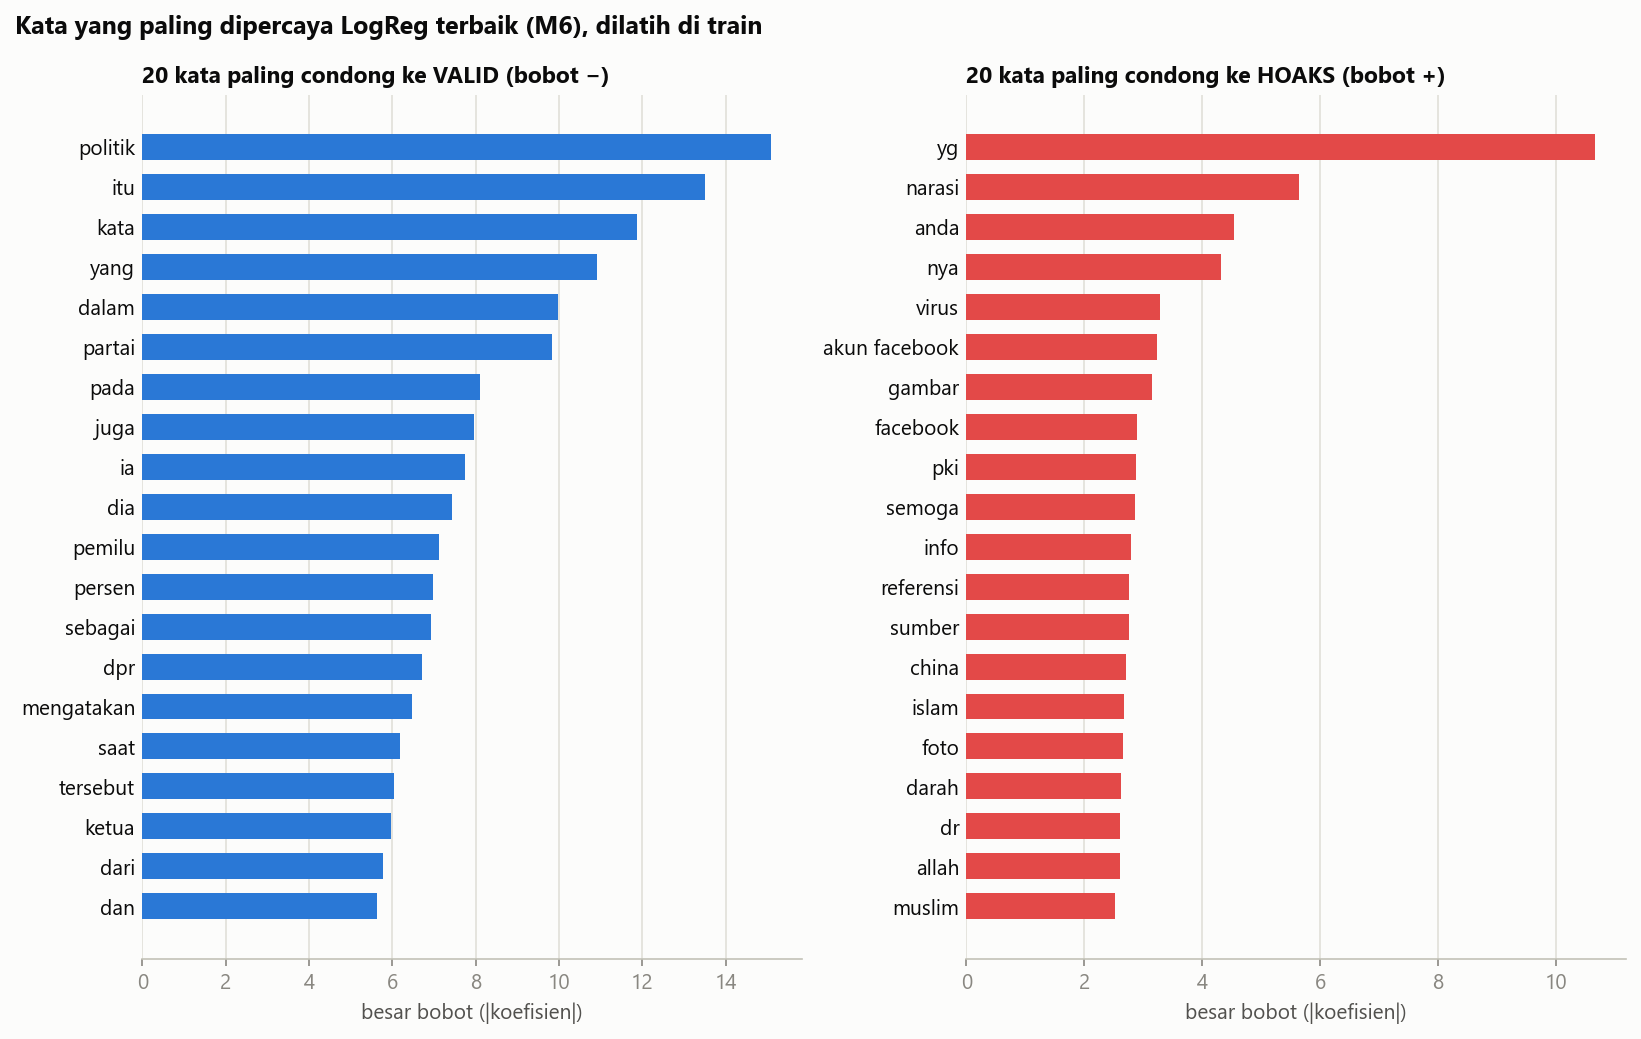 Kata yang paling dipercaya LogReg terbaik (M6), dilatih di train
20 kata paling condong ke VALID (bobot −)
politik
itu
kata
yang
dalam
partai
pada
juga
ia
dia
pemilu
persen
sebagai
dpr
mengatakan
saat
tersebut
ketua
dari
dan
0 2 4 6 8 10 12 14
besar bobot (|koefisien|)
20 kata paling condong ke HOAKS (bobot +)
yg
narasi
anda
nya
virus
akun facebook
gambar
facebook
pki
semoga
info
referensi
sumber
china
islam
foto
darah
dr
allah
muslim
0 2 4 6 8 10
besar bobot (|koefisien|)